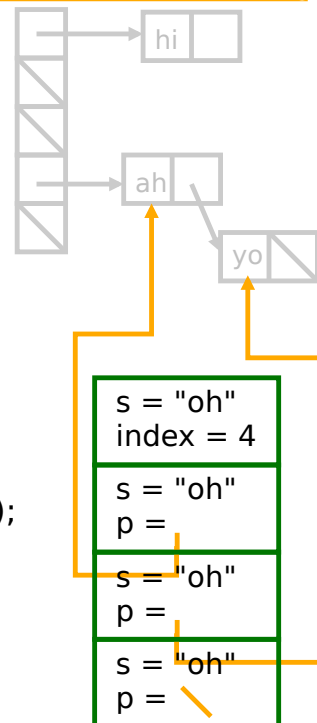 hi
ah
yo
s = "oh"
index = 4
);
s = "oh"
p =
s = "oh"
p =
s = "oh"
p =